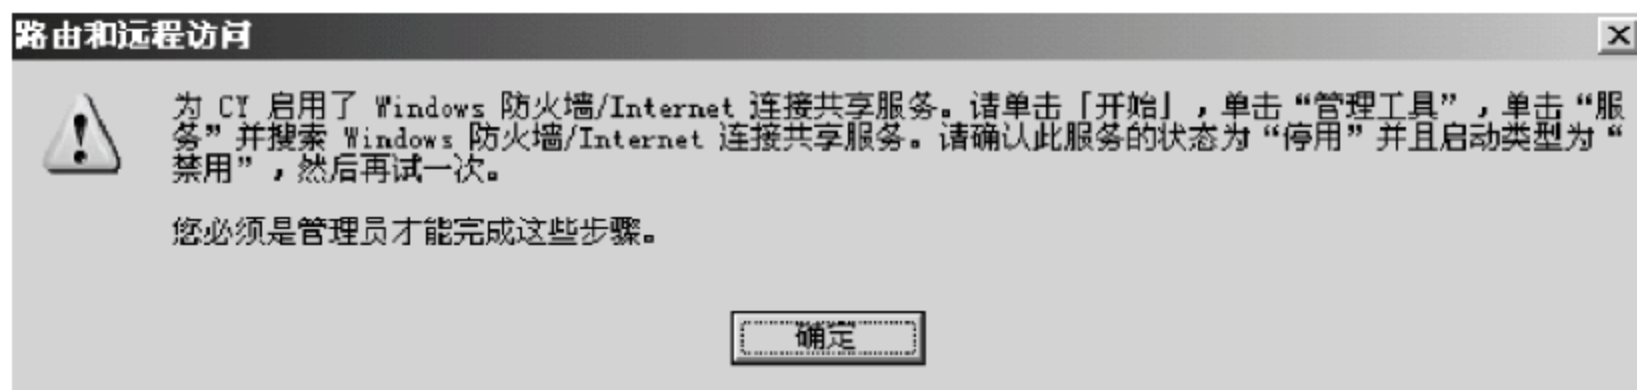 路由和远程访问
为 CY 启用了 Windows 防火墙/Internet 连接共享服务。请单击「开始」，单击“管理工具”，单击“服
务”并搜索 Windows 防火墙/Internet 连接共享服务。请确认此服务的状态为“停用”并且启动类型为“
禁用”，然后再试一次。
您必须是管理员才能完成这些步骤。
确定